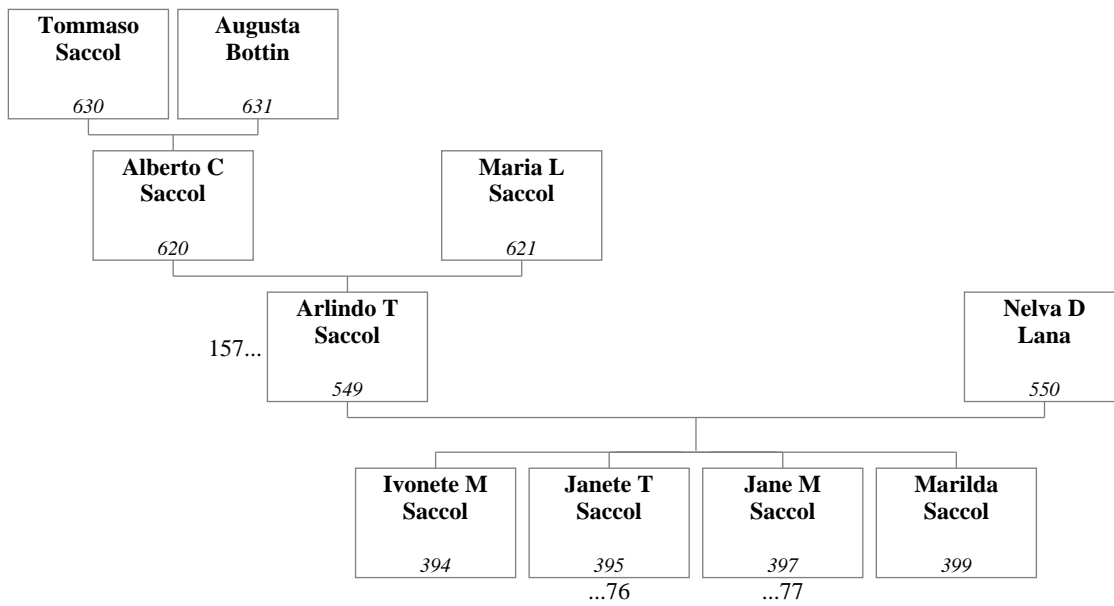 Tommaso
Saccol
630
Augusta
Bottin
631
Alberto C
Saccol
620
Maria L
Saccol
621
157...
Arlindo T
Saccol
549
Nelva D
Lana
550
Ivonete M
Saccol
394
Janete T
Saccol
395
...76
Jane M
Saccol
397
...77
Marilda
Saccol
399